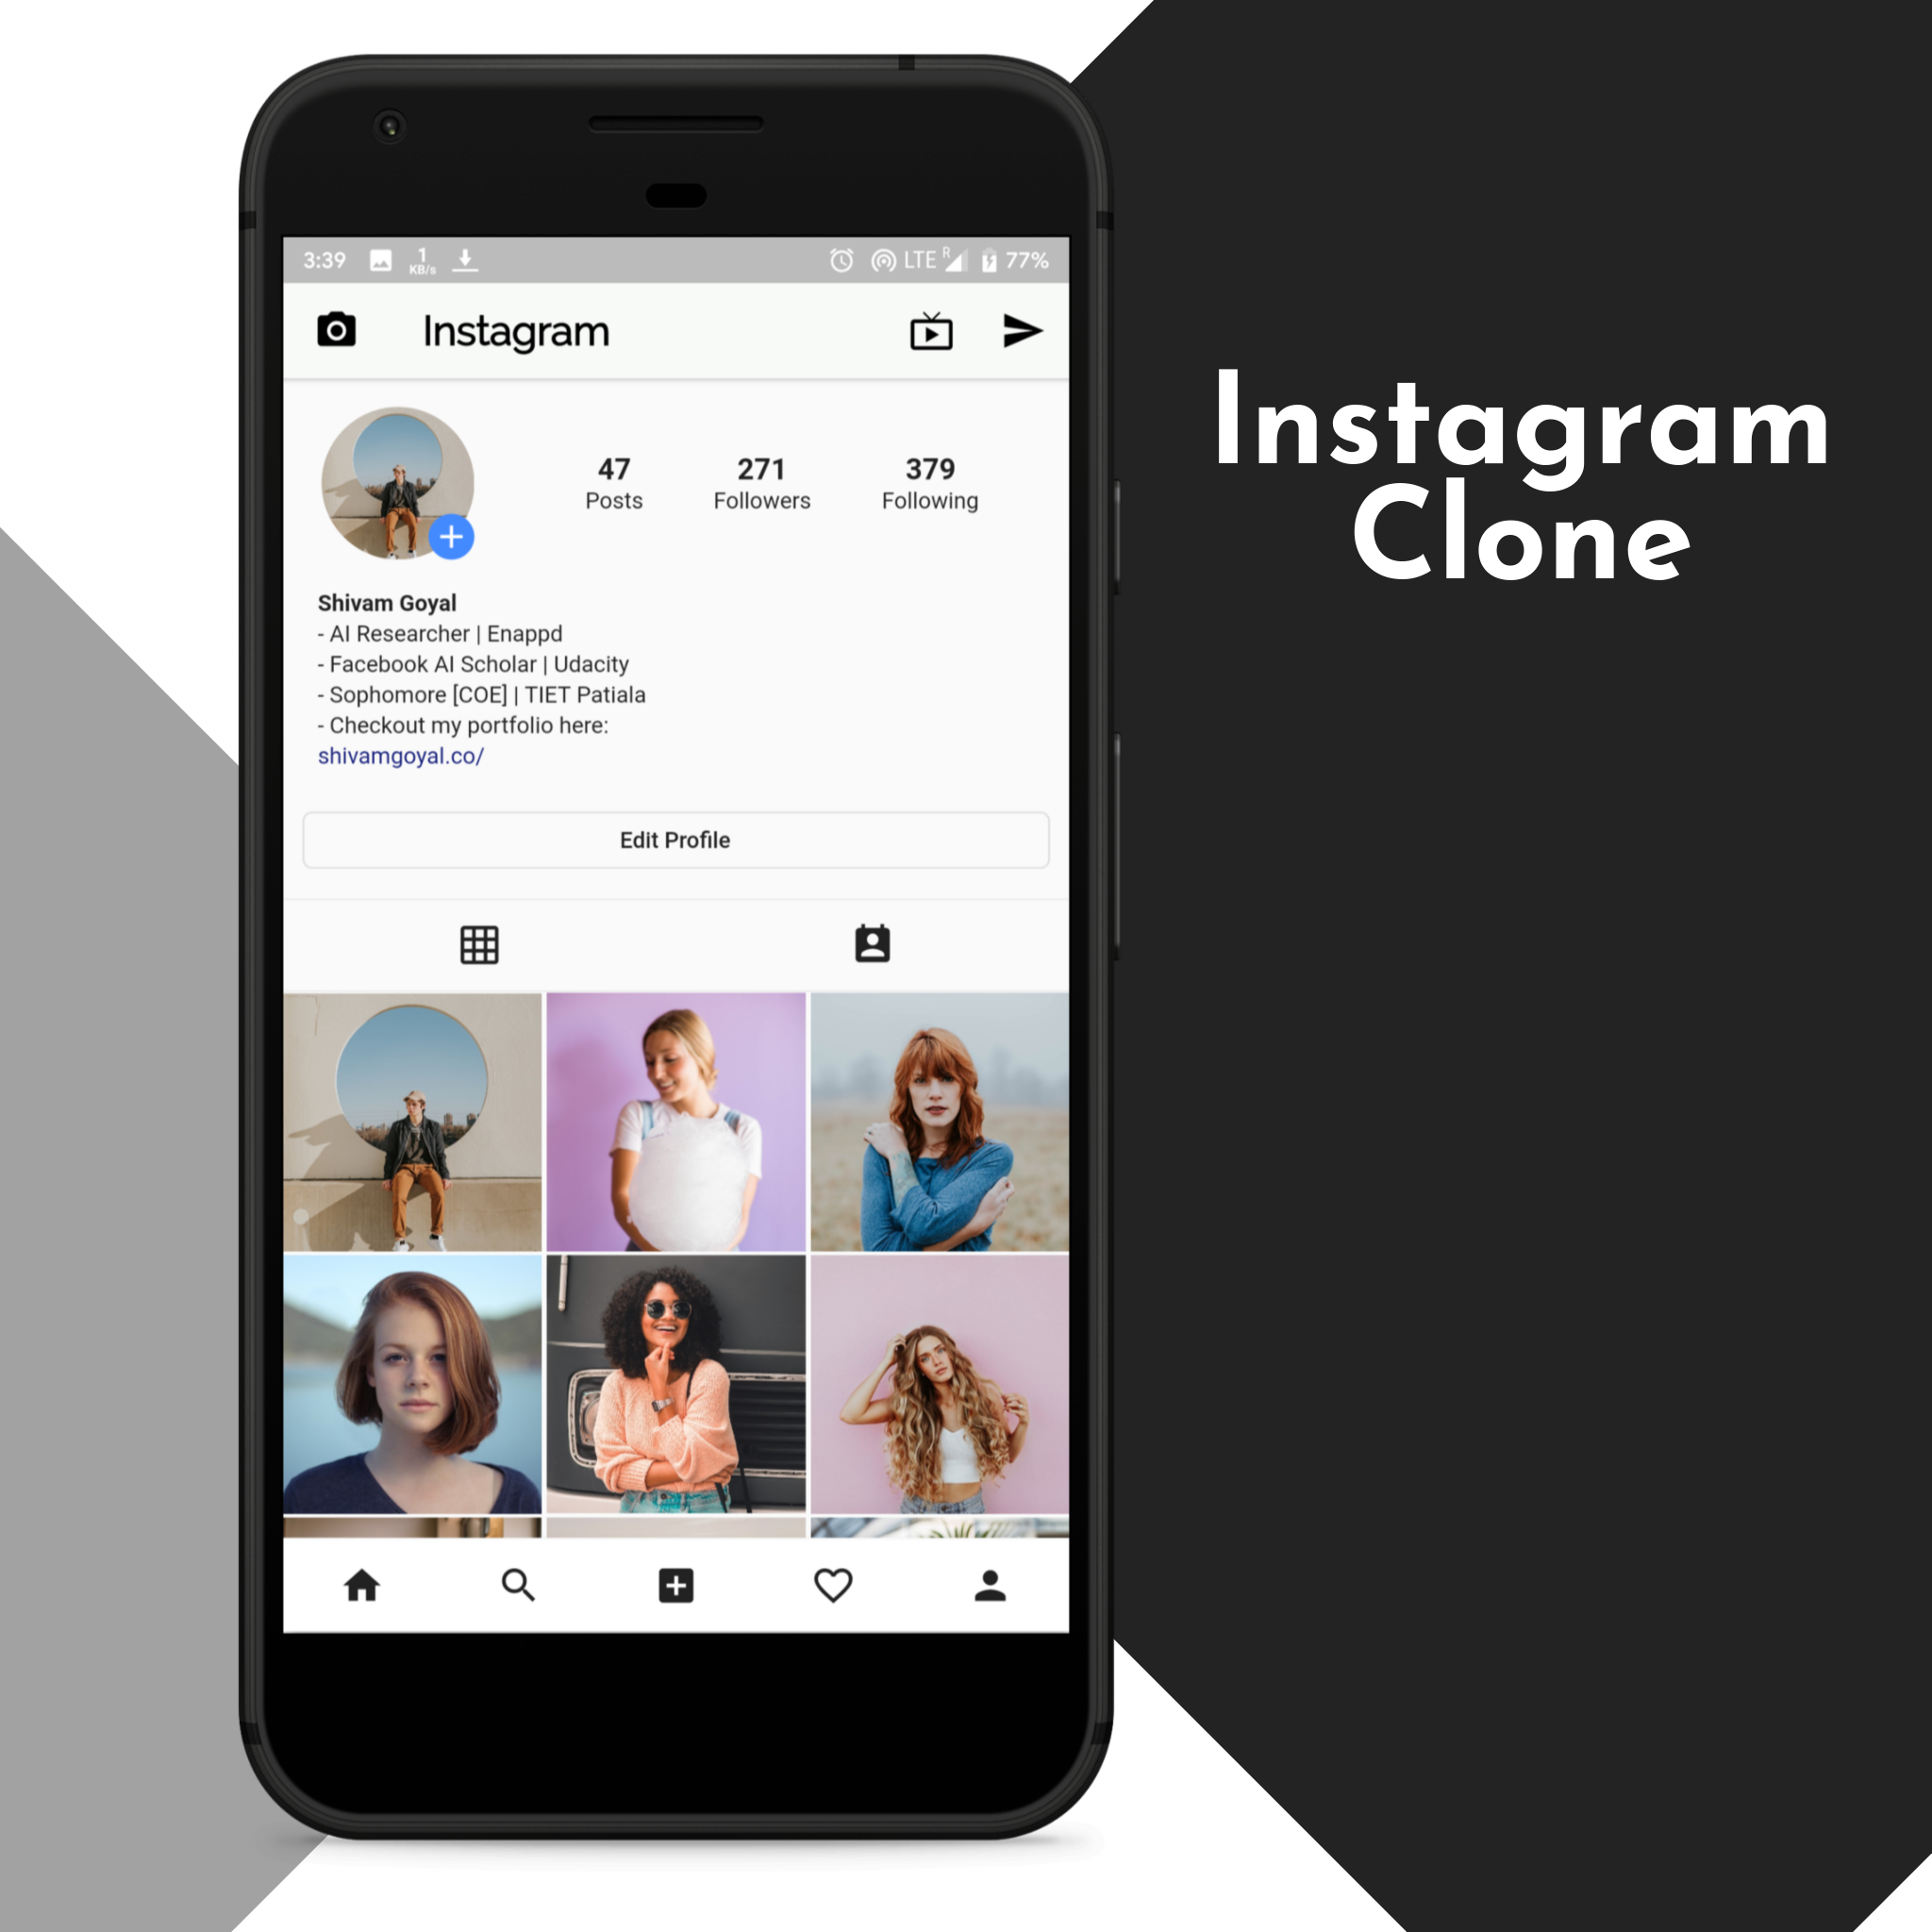 3:39 1 KB/s LTE R 77%
Instagram
47 271 379
Posts Followers Following
Shivam Goyal
- AI Researcher | Enappd
- Facebook AI Scholar | Udacity
- Sophomore [COE] | TIET Patiala
- Checkout my portfolio here:
shivamgoyal.co/
Edit Profile
Instagram
Clone